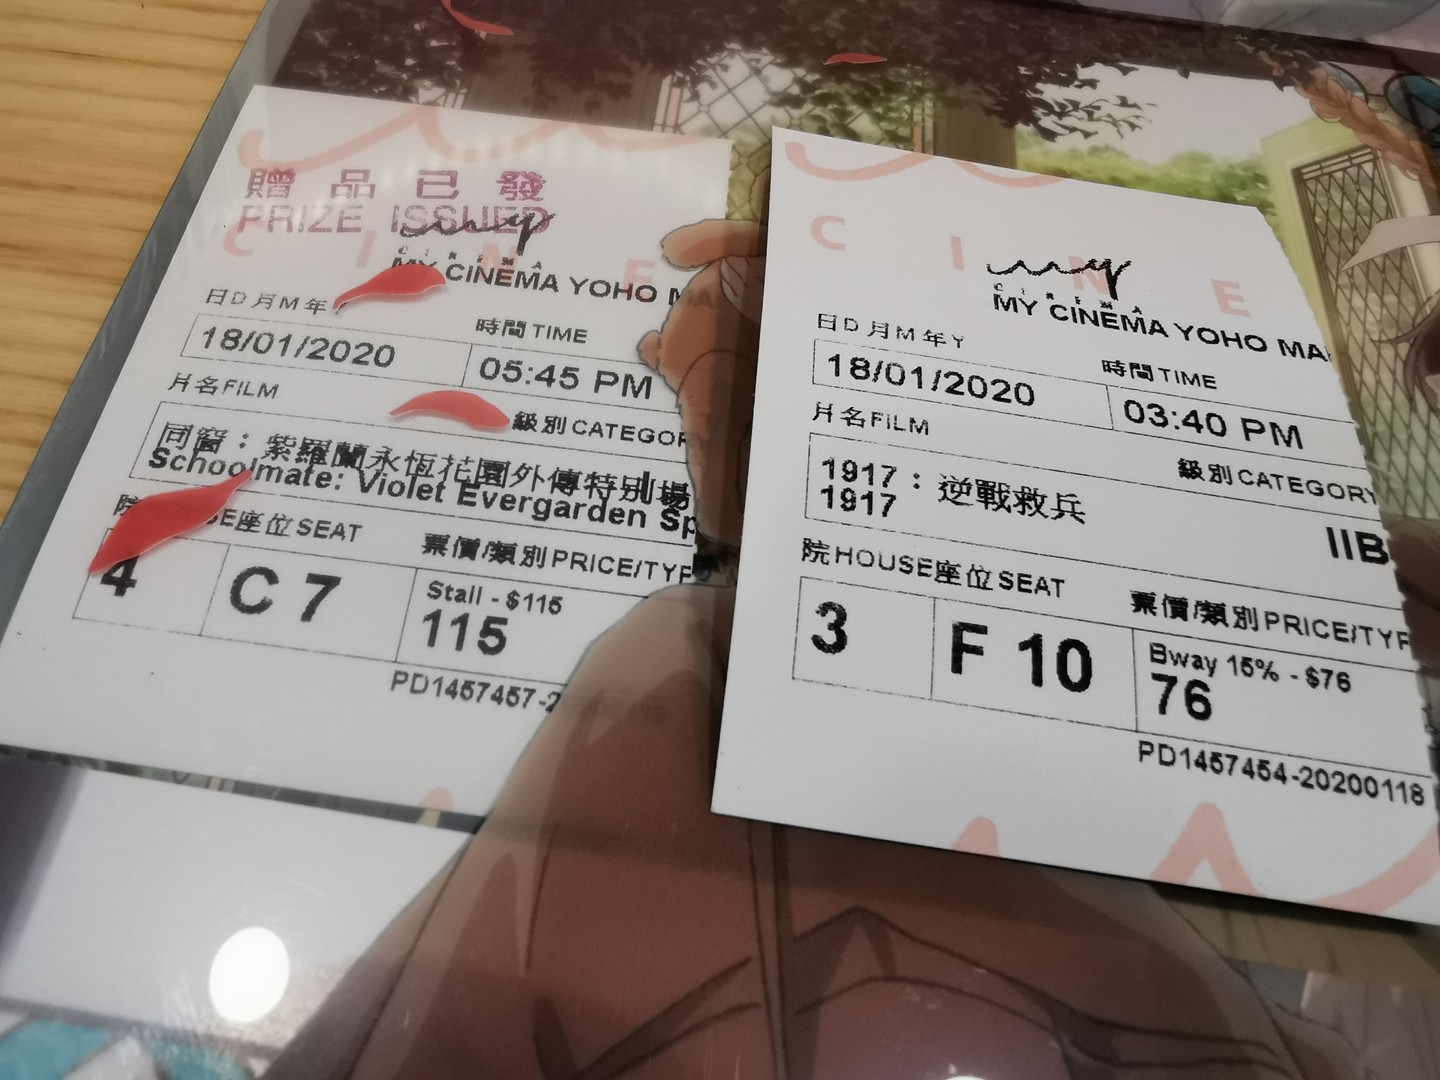 贈品已發
PRIZE ISSUED
my
CINEMA
CINE
MY CINEMA YOHO MA
日D月M年
時間TIME
18/01/2020
05:45 PM
片名FILM
級別CATEGOR
同窗：紫羅蘭永恆花園外傳特別場
Schoolmate: Violet Evergarden Sp
座位SEAT
票價/類別PRICE/TYP
4
C 7
Stall - $115
115
PD1457457-2
CINE
my
CINEMA
MY CINEMA YOHO MA
日D月M年Y
時間TIME
18/01/2020
03:40 PM
片名FILM
級別CATEGORY
1917：逆戰救兵
1917
IIB
院HOUSE座位SEAT
票價/類別PRICE/TYP
3
F 10
Bway 15% - $76
76
PD1457454-20200118